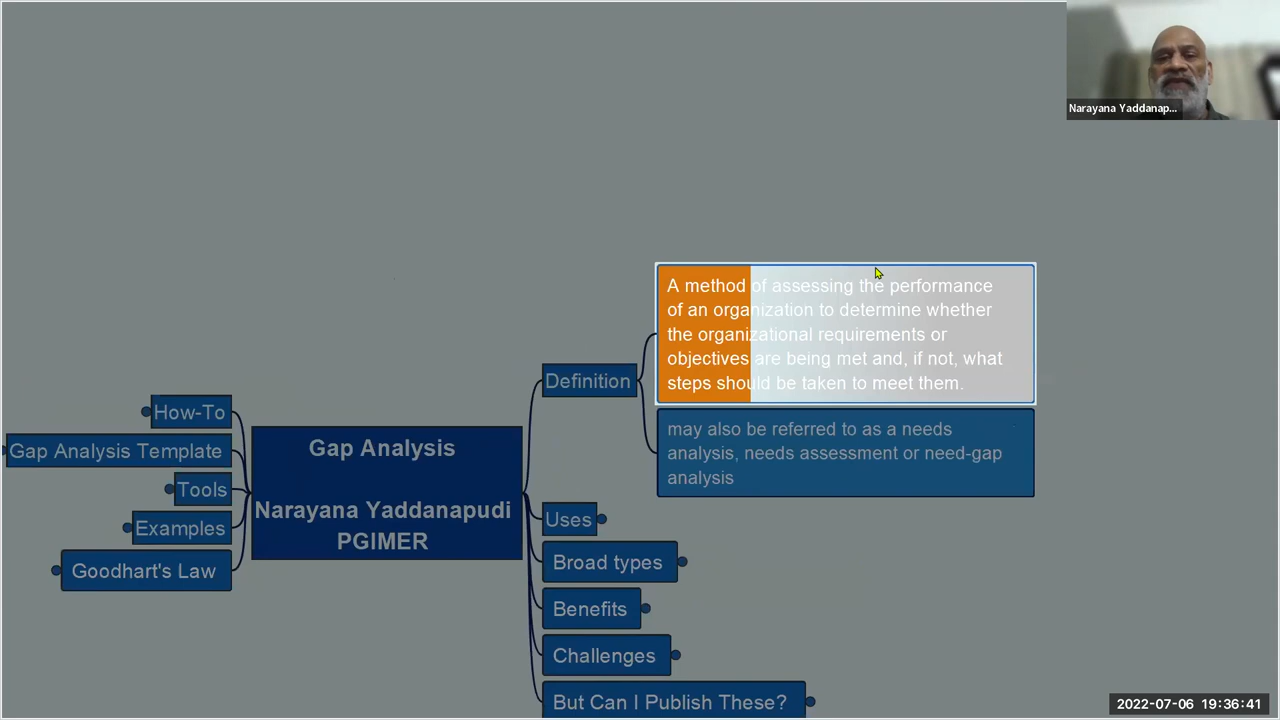 Narayana Yaddanap...
A method of assessing the performance
of an organization to determine whether
the organizational requirements or
objectives are being met and, if not, what
steps should be taken to meet them.
Definition
may also be referred to as a needs
analysis, needs assessment or need-gap
analysis
How-To
Gap Analysis Template
Tools
Examples
Goodhart's Law
Gap Analysis
Narayana Yaddanapudi
PGIMER
Uses
Broad types
Benefits
Challenges
But Can I Publish These?
2022-07-06 19:36:41